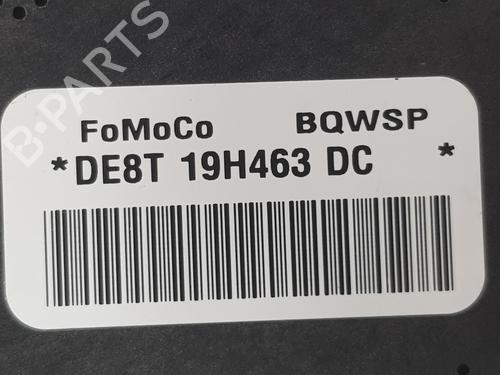 B-PARTS
FoMoCo BQWSP
*DE8T 19H463 DC *